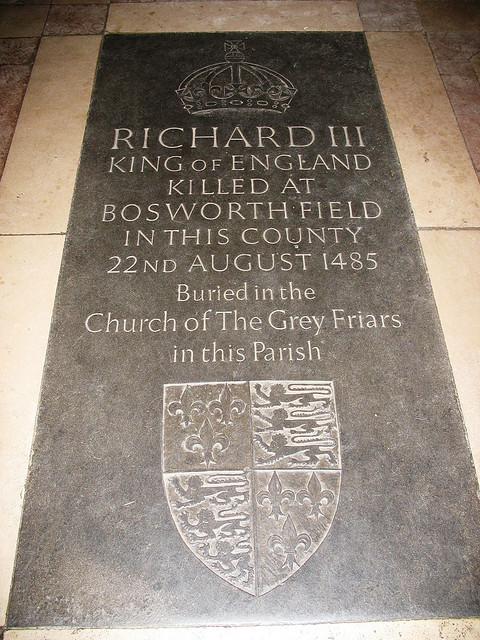 RICHARD III
KING OF ENGLAND
KILLED AT
BOSWORTH FIELD
IN THIS COUNTY
22ND AUGUST 1485
Buried in the
Church of The Grey Friars
in this Parish